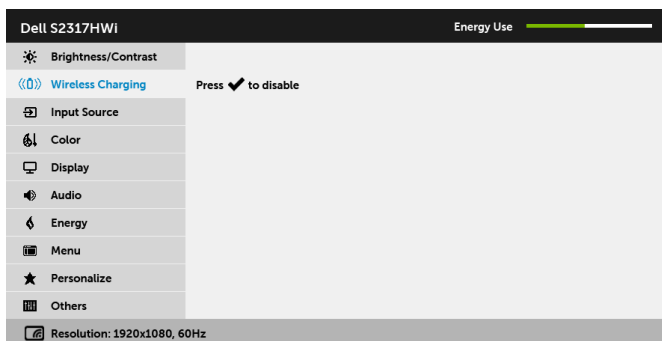 Dell S2317HWi
Energy Use
Brightness/Contrast
Wireless Charging
Press ✔ to disable
Input Source
Color
Display
Audio
Energy
Menu
Personalize
Others
Resolution: 1920x1080, 60Hz